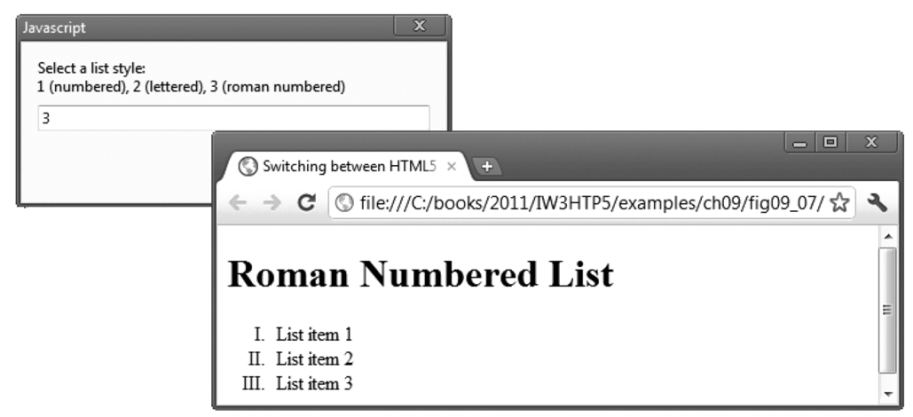 Javascript
Select a list style:
1 (numbered), 2 (lettered), 3 (roman numbered)
3
Switching between HTML5
file:///C:/books/2011/IW3HTP5/examples/ch09/fig09_07/
Roman Numbered List
I. List item 1
II. List item 2
III. List item 3